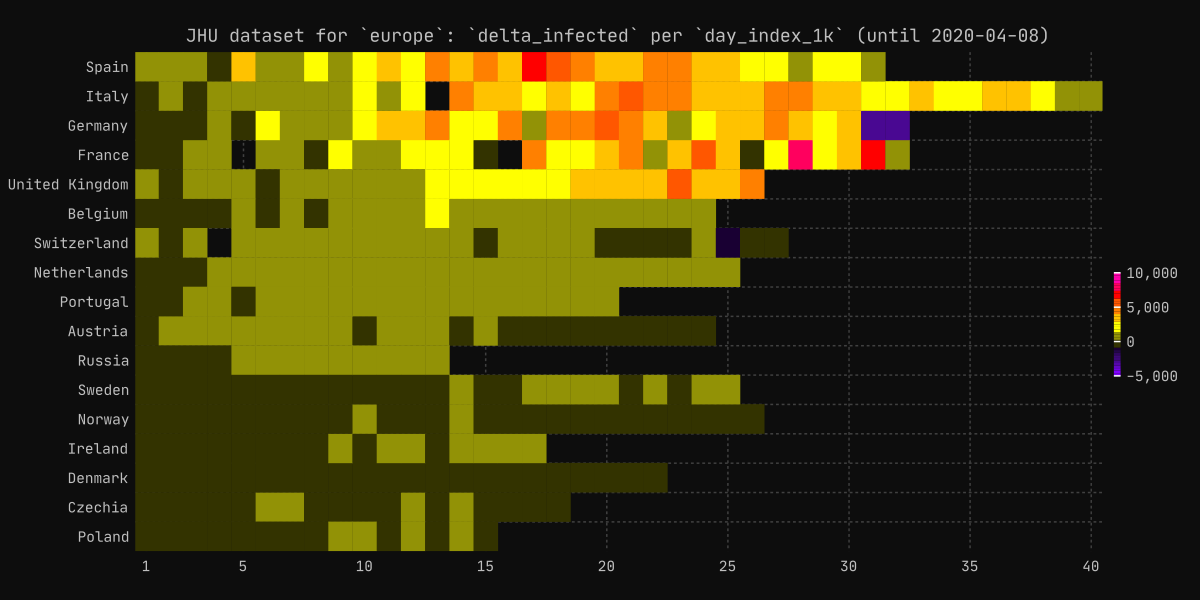 JHU dataset for `europe`: `delta_infected` per `day_index_1k` (until 2020-04-08)
Spain
Italy
Germany
France
United Kingdom
Belgium
Switzerland
Netherlands
Portugal
Austria
Russia
Sweden
Norway
Ireland
Denmark
Czechia
Poland
1 5 10 15 20 25 30 35 40
10,000
5,000
0
−5,000